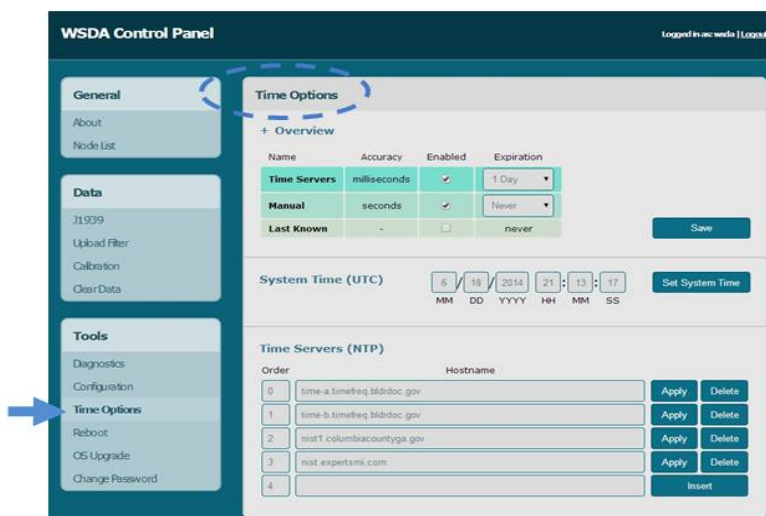 WSDA Control Panel
Logged in as: wsda | Logout
General
About
Node List
Data
J1939
Upload Filter
Calibration
Clear Data
Tools
Diagnostics
Configuration
Time Options
Reboot
OS Upgrade
Change Password
Time Options
+ Overview
Name Accuracy Enabled Expiration
Time Servers milliseconds 1 Day
Manual seconds Never
Last Known - never
Save
System Time (UTC) 6 / 18 / 2014 21 : 13 : 17 Set System Time
MM DD YYYY HH MM SS
Time Servers (NTP)
Order Hostname
0 time-a.timefreq.bldrdoc.gov Apply Delete
1 time-b.timefreq.bldrdoc.gov Apply Delete
2 nist1.columbiacountyga.gov Apply Delete
3 nist.expertsmi.com Apply Delete
4 Insert